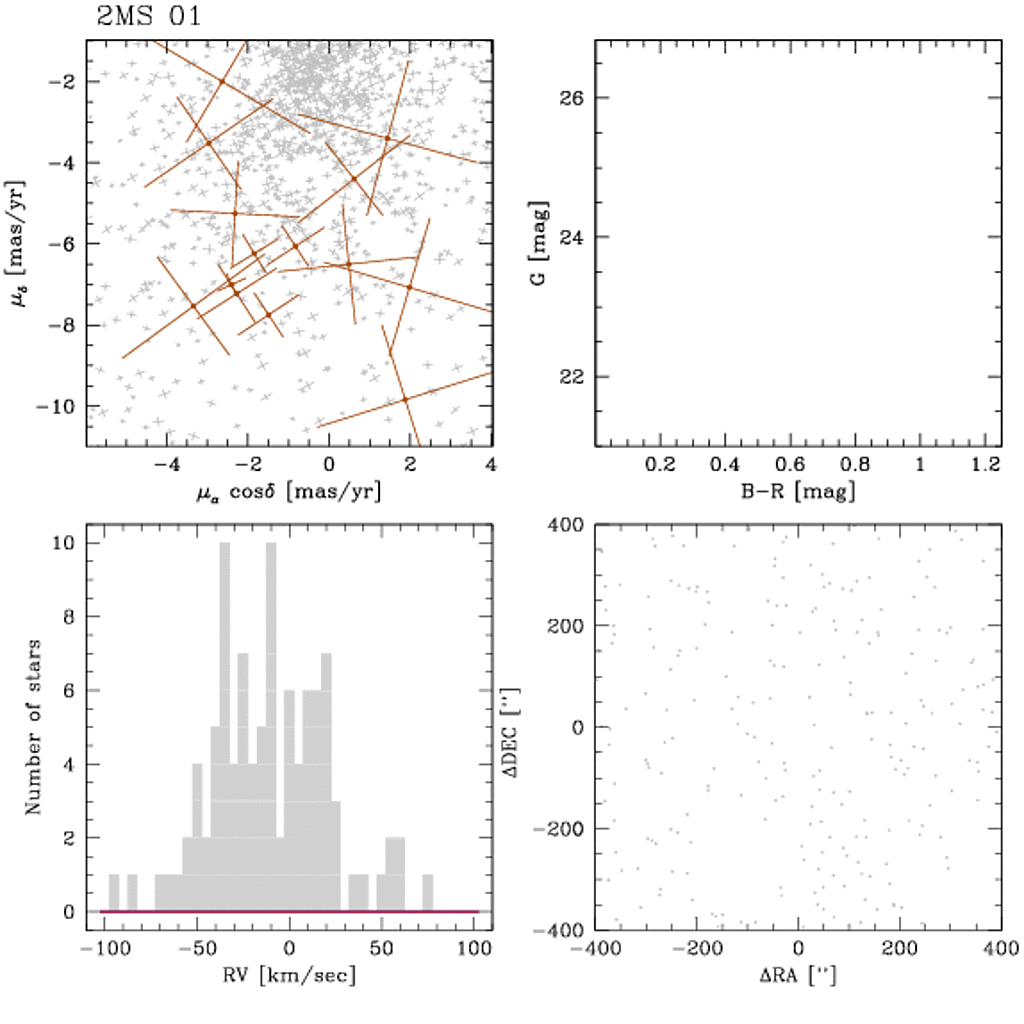 2MS 01
−2
−4
−6
−8
−10
μδ [mas/yr]
−4 −2 0 2 4
μα cosδ [mas/yr]
26
24
22
G [mag]
0.2 0.4 0.6 0.8 1 1.2
B−R [mag]
10
8
6
4
2
0
Number of stars
−100 −50 0 50 100
RV [km/sec]
400
200
0
−200
−400
ΔDEC ["]
−400 −200 0 200 400
ΔRA ["]